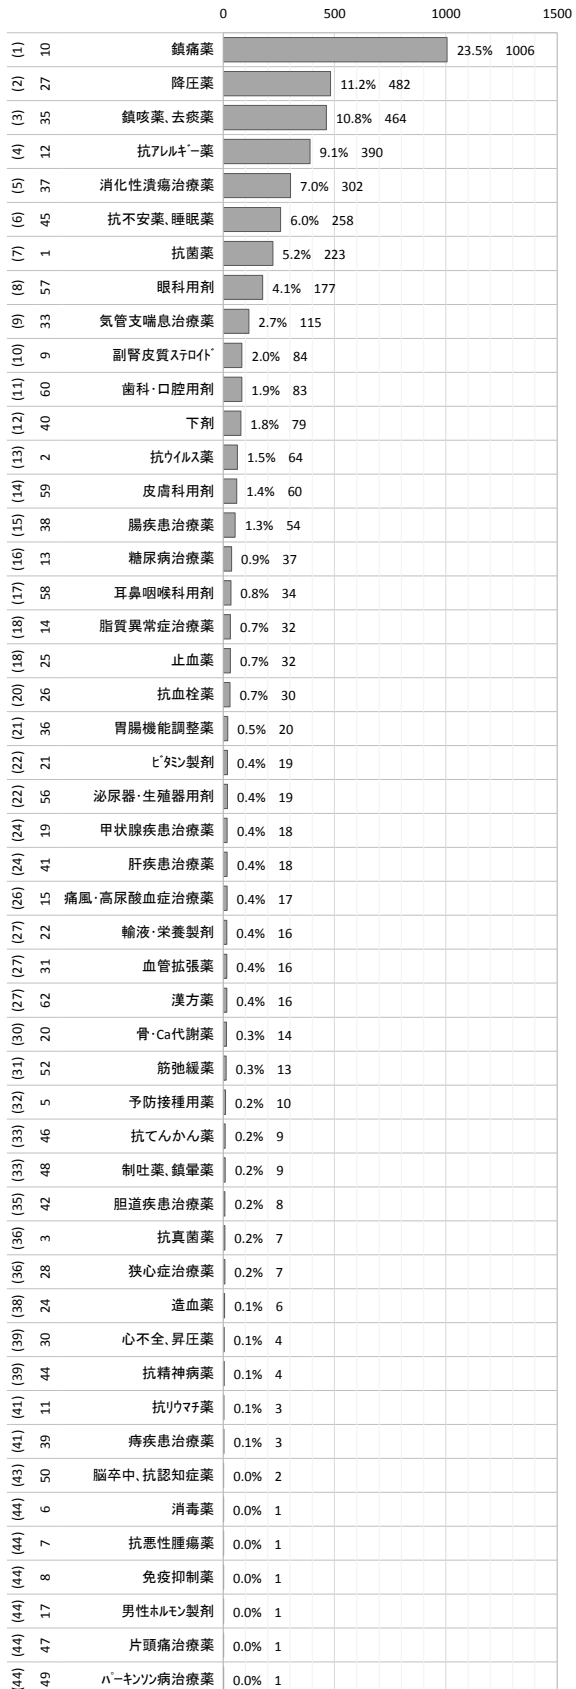 0 500 1000 1500
(1) 10 鎮痛薬 23.5% 1006
(2) 27 降圧薬 11.2% 482
(3) 35 鎮咳薬、去痰薬 10.8% 464
(4) 12 抗アレルギー薬 9.1% 390
(5) 37 消化性潰瘍治療薬 7.0% 302
(6) 45 抗不安薬、睡眠薬 6.0% 258
(7) 1 抗菌薬 5.2% 223
(8) 57 眼科用剤 4.1% 177
(9) 33 気管支喘息治療薬 2.7% 115
(10) 9 副腎皮質ステロイド 2.0% 84
(11) 60 歯科・口腔用剤 1.9% 83
(12) 40 下剤 1.8% 79
(13) 2 抗ウイルス薬 1.5% 64
(14) 59 皮膚科用剤 1.4% 60
(15) 38 腸疾患治療薬 1.3% 54
(16) 13 糖尿病治療薬 0.9% 37
(17) 58 耳鼻咽喉科用剤 0.8% 34
(18) 14 脂質異常症治療薬 0.7% 32
(18) 25 止血薬 0.7% 32
(20) 26 抗血栓薬 0.7% 30
(21) 36 胃腸機能調整薬 0.5% 20
(22) 21 ビタミン製剤 0.4% 19
(22) 56 泌尿器・生殖器用剤 0.4% 19
(24) 19 甲状腺疾患治療薬 0.4% 18
(24) 41 肝疾患治療薬 0.4% 18
(26) 15 痛風・高尿酸血症治療薬 0.4% 17
(27) 22 輸液・栄養製剤 0.4% 16
(27) 31 血管拡張薬 0.4% 16
(27) 62 漢方薬 0.4% 16
(30) 20 骨・Ca代謝薬 0.3% 14
(31) 52 筋弛緩薬 0.3% 13
(32) 5 予防接種用薬 0.2% 10
(33) 46 抗てんかん薬 0.2% 9
(33) 48 制吐薬、鎮暈薬 0.2% 9
(35) 42 胆道疾患治療薬 0.2% 8
(36) 3 抗真菌薬 0.2% 7
(36) 28 狭心症治療薬 0.2% 7
(38) 24 造血薬 0.1% 6
(39) 30 心不全、昇圧薬 0.1% 4
(39) 44 抗精神病薬 0.1% 4
(41) 11 抗リウマチ薬 0.1% 3
(41) 39 痔疾患治療薬 0.1% 3
(43) 50 脳卒中、抗認知症薬 0.0% 2
(44) 6 消毒薬 0.0% 1
(44) 7 抗悪性腫瘍薬 0.0% 1
(44) 8 免疫抑制薬 0.0% 1
(44) 17 男性ホルモン製剤 0.0% 1
(44) 47 片頭痛治療薬 0.0% 1
(44) 49 パーキンソン病治療薬 0.0% 1